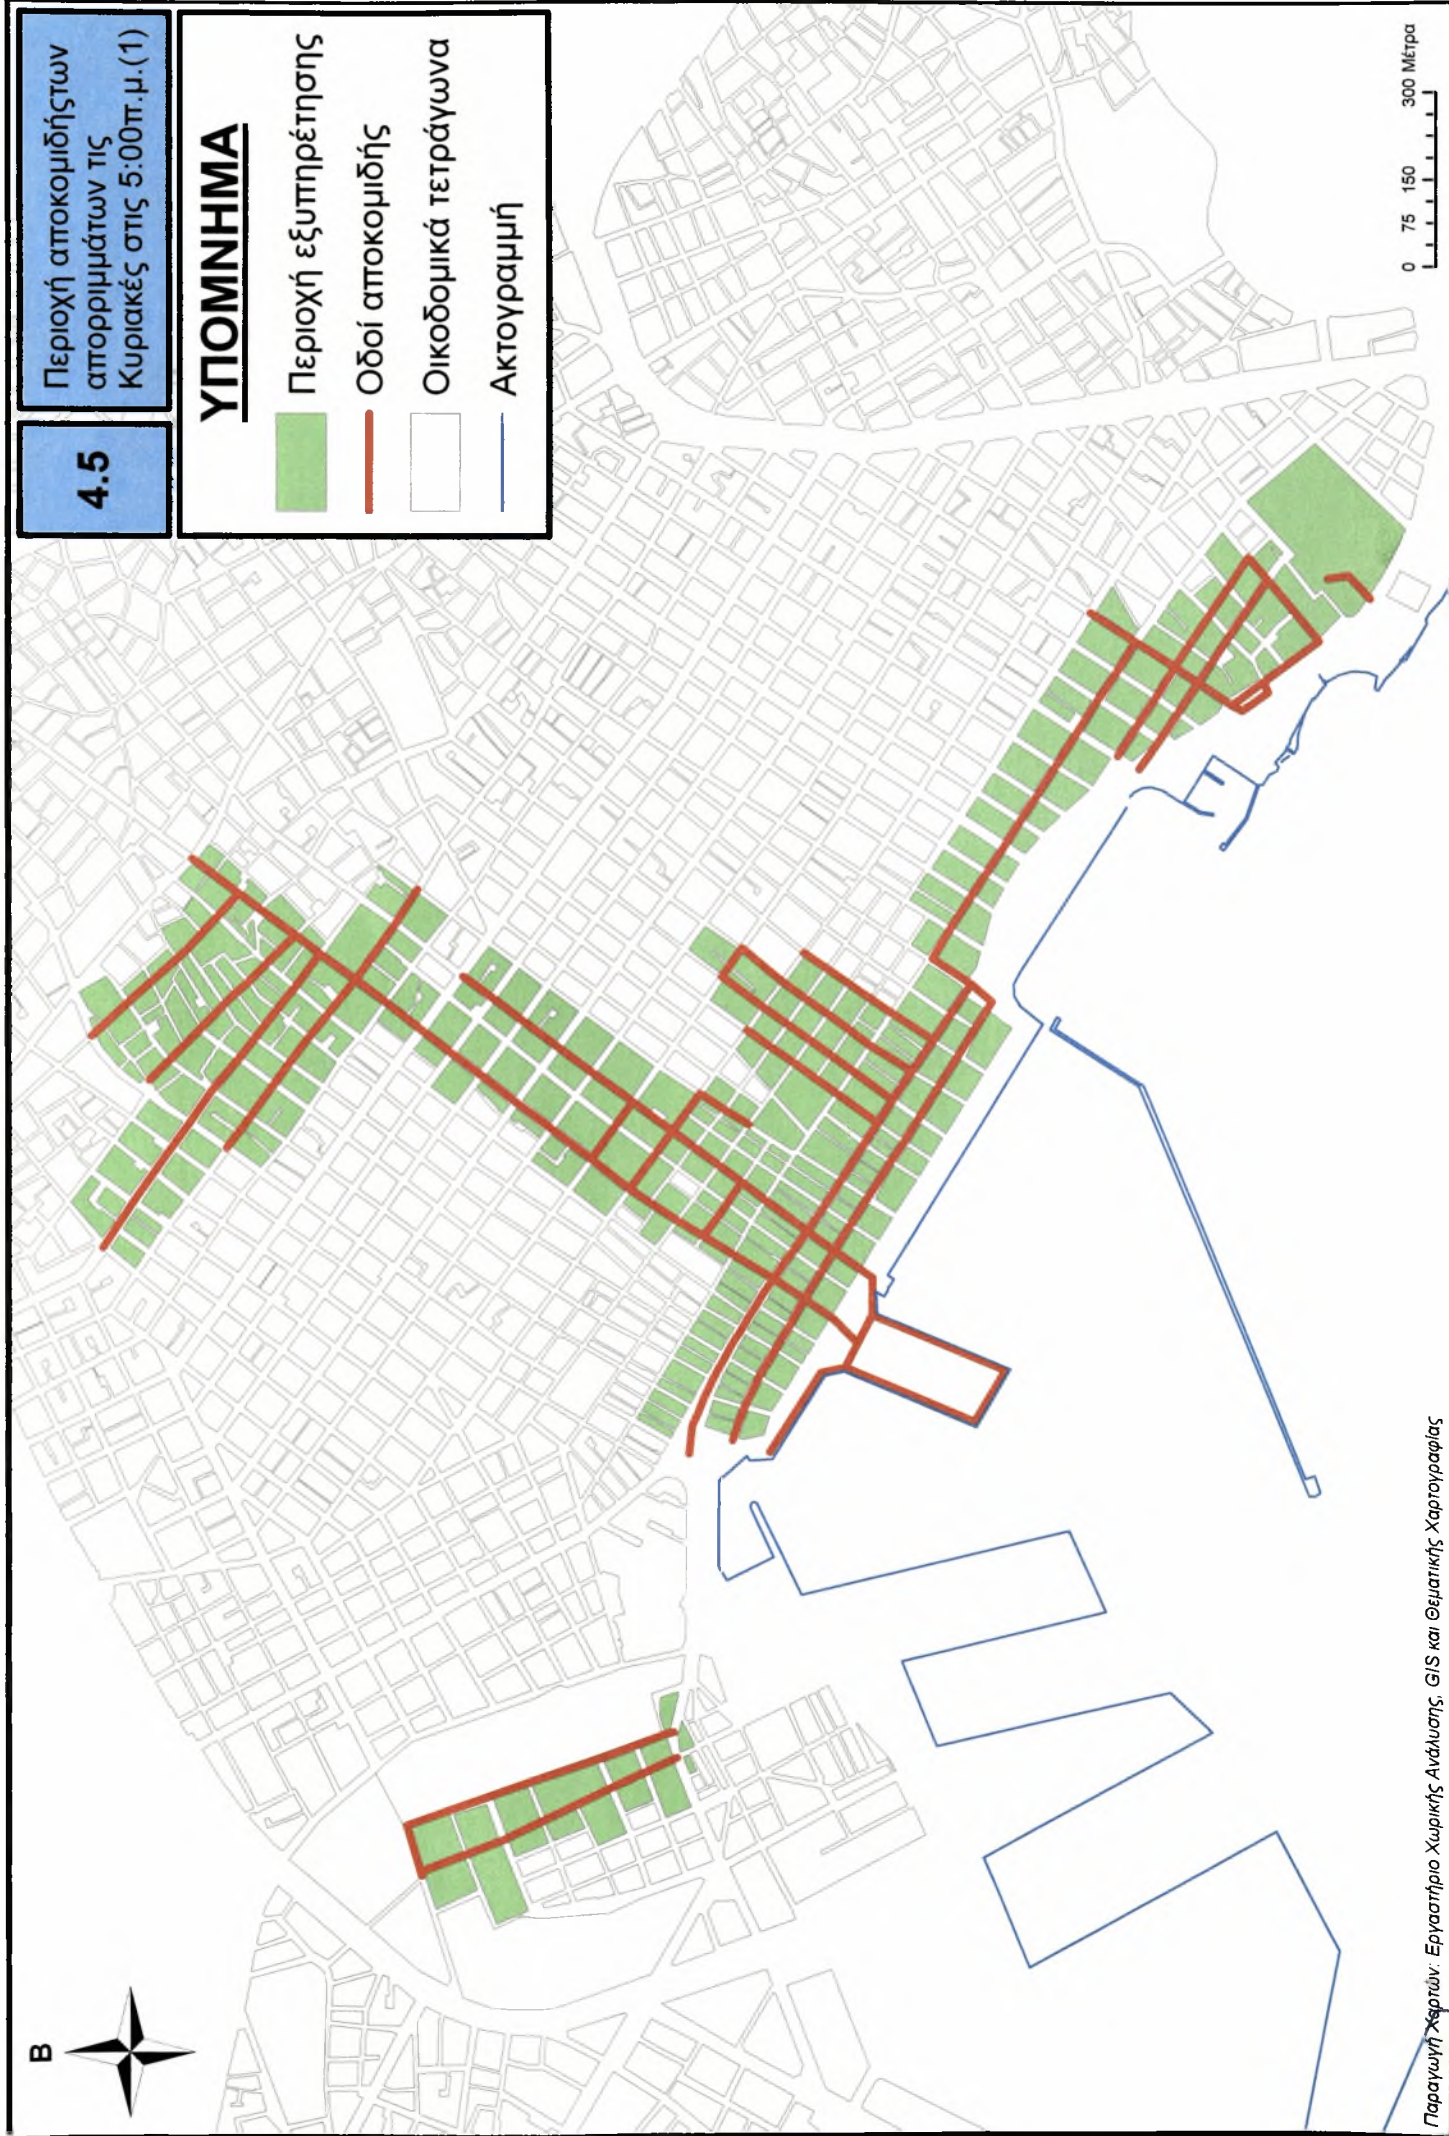 4.5
Περιοχή αποκομιδήςτων
απορριμμάτων τις
Κυριακές στις 5:00π.μ.(1)
ΥΠΟΜΝΗΜΑ
Περιοχή εξυπηρέτησης
Οδοί αποκομιδής
Οικοδομικά τετράγωνα
Ακτογραμμή
Β
0 75 150 300 Μέτρα
Παραγωγή Χαρτών: Εργαστήριο Χωρικής Ανάλυσης, GIS και Θεματικής Χαρτογραφίας